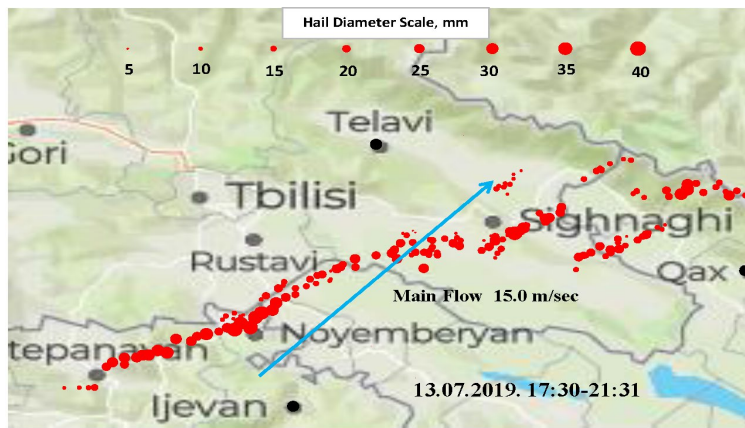 Hail Diameter Scale, mm
5 10 15 20 25 30 35 40
Telavi
Gori
Tbilisi
Sighnaghi
Rustavi
Qax
Main Flow 15.0 m/sec
Noyemberyan
tepanavan
13.07.2019. 17:30-21:31
Ijevan